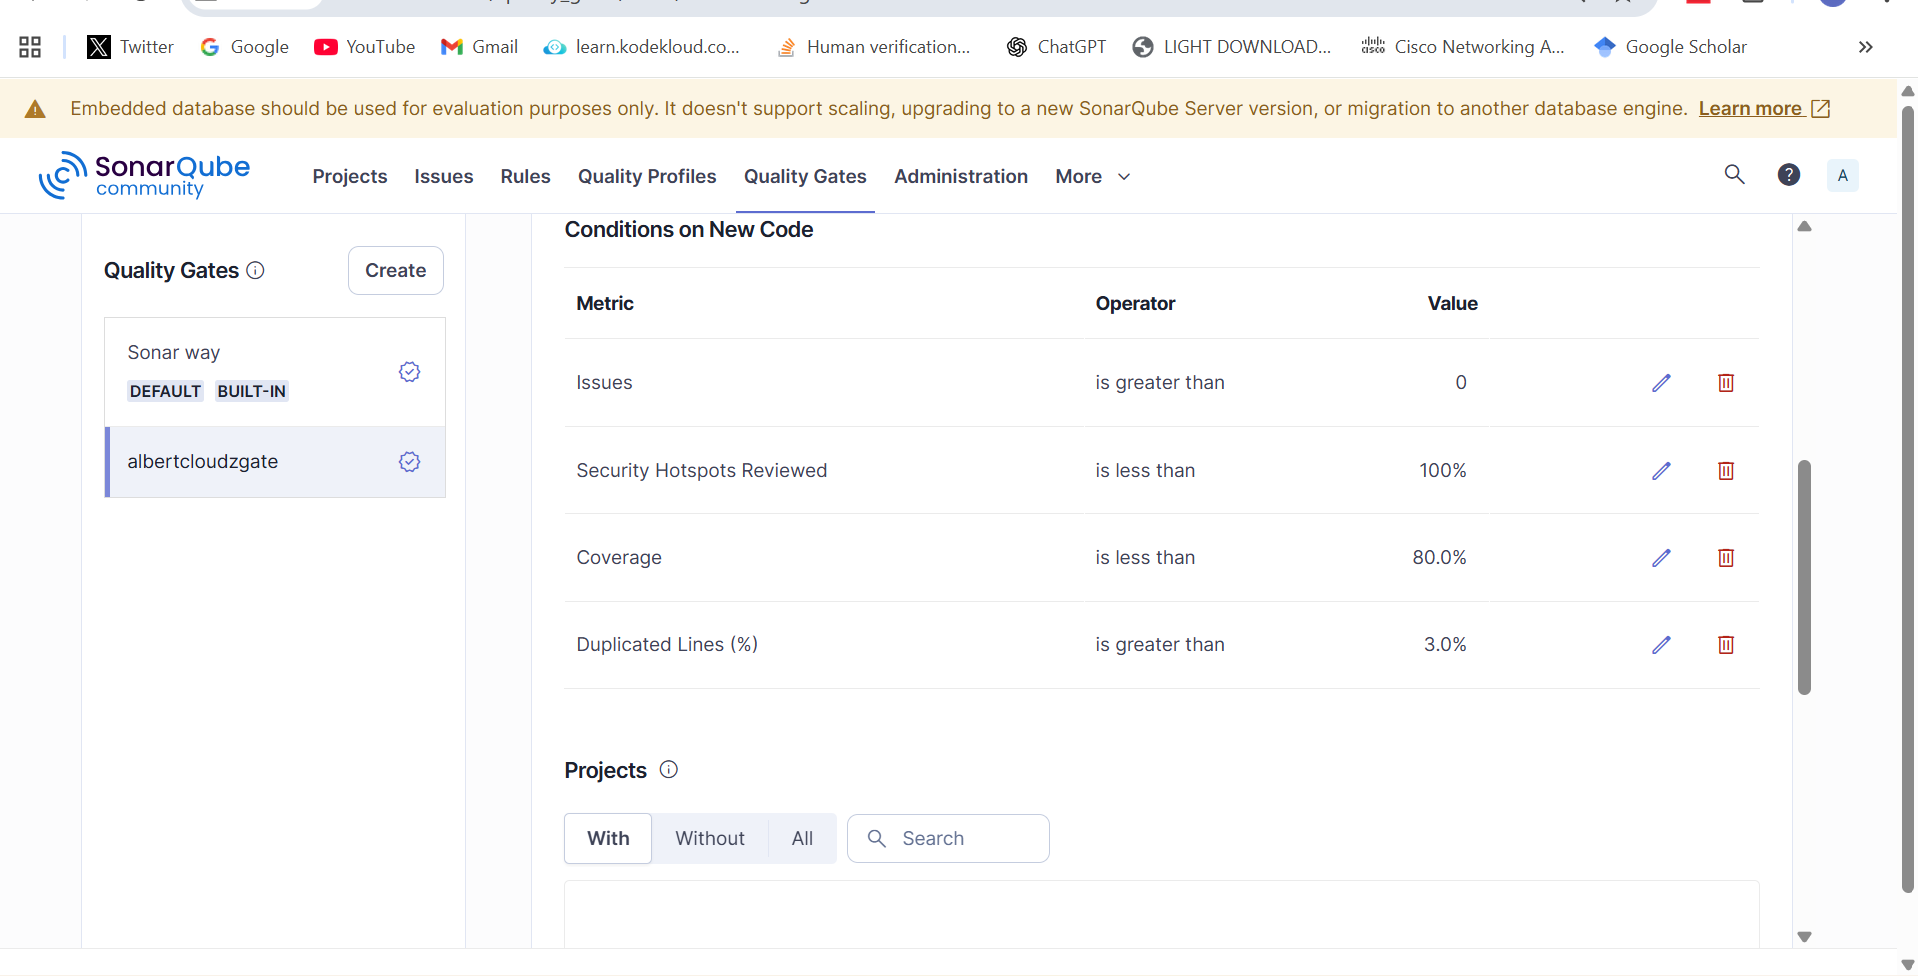 Twitter Google YouTube Gmail learn.kodekloud.co... Human verification... ChatGPT LIGHT DOWNLOAD... Cisco Networking A... Google Scholar
Embedded database should be used for evaluation purposes only. It doesn't support scaling, upgrading to a new SonarQube Server version, or migration to another database engine. Learn more
SonarQube community
Projects Issues Rules Quality Profiles Quality Gates Administration More ? A
Quality Gates
Create
Sonar way
DEFAULT BUILT-IN
albertcloudzgate
Conditions on New Code
Metric Operator Value
Issues is greater than 0
Security Hotspots Reviewed is less than 100%
Coverage is less than 80.0%
Duplicated Lines (%) is greater than 3.0%
Projects
With Without All Search